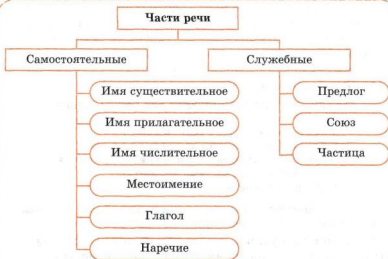 Части речи
Самостоятельные
Служебные
Имя существительное
Предлог
Имя прилагательное
Союз
Имя числительное
Частица
Местоимение
Глагол
Наречие